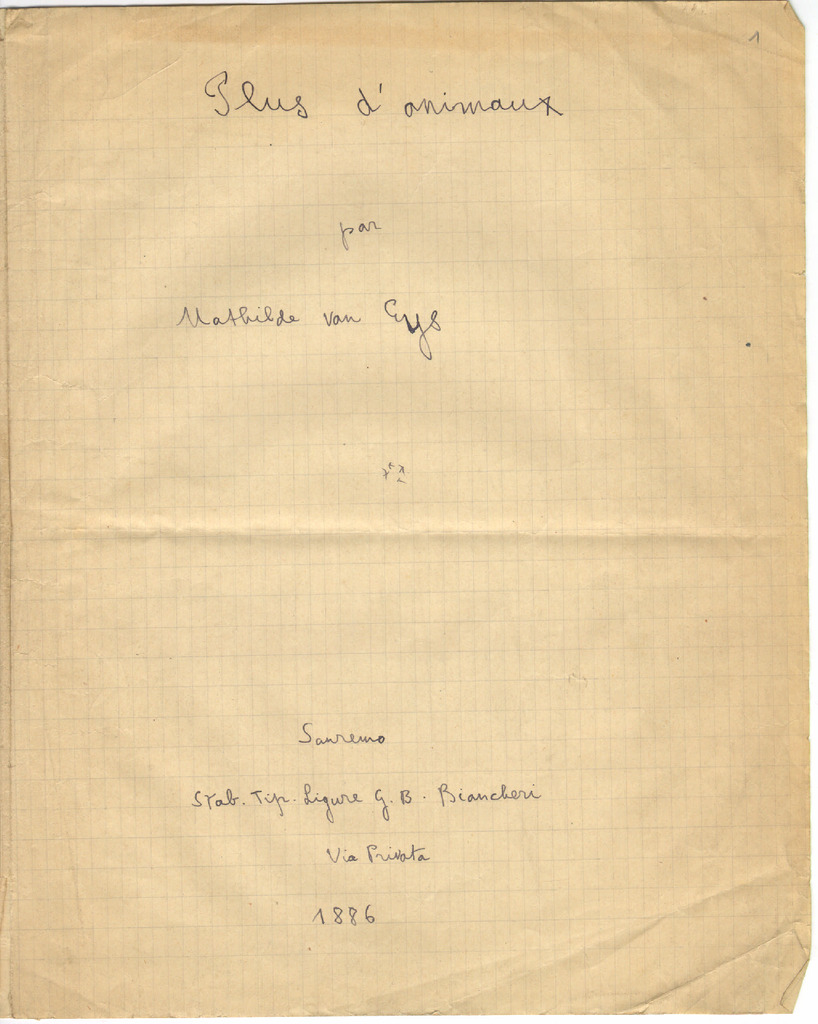 1
Plus d'animaux
par
Mathilde van Eys
Sanremo
Stab. Tip. Ligure G. B. Biancheri
Via Privata
1886